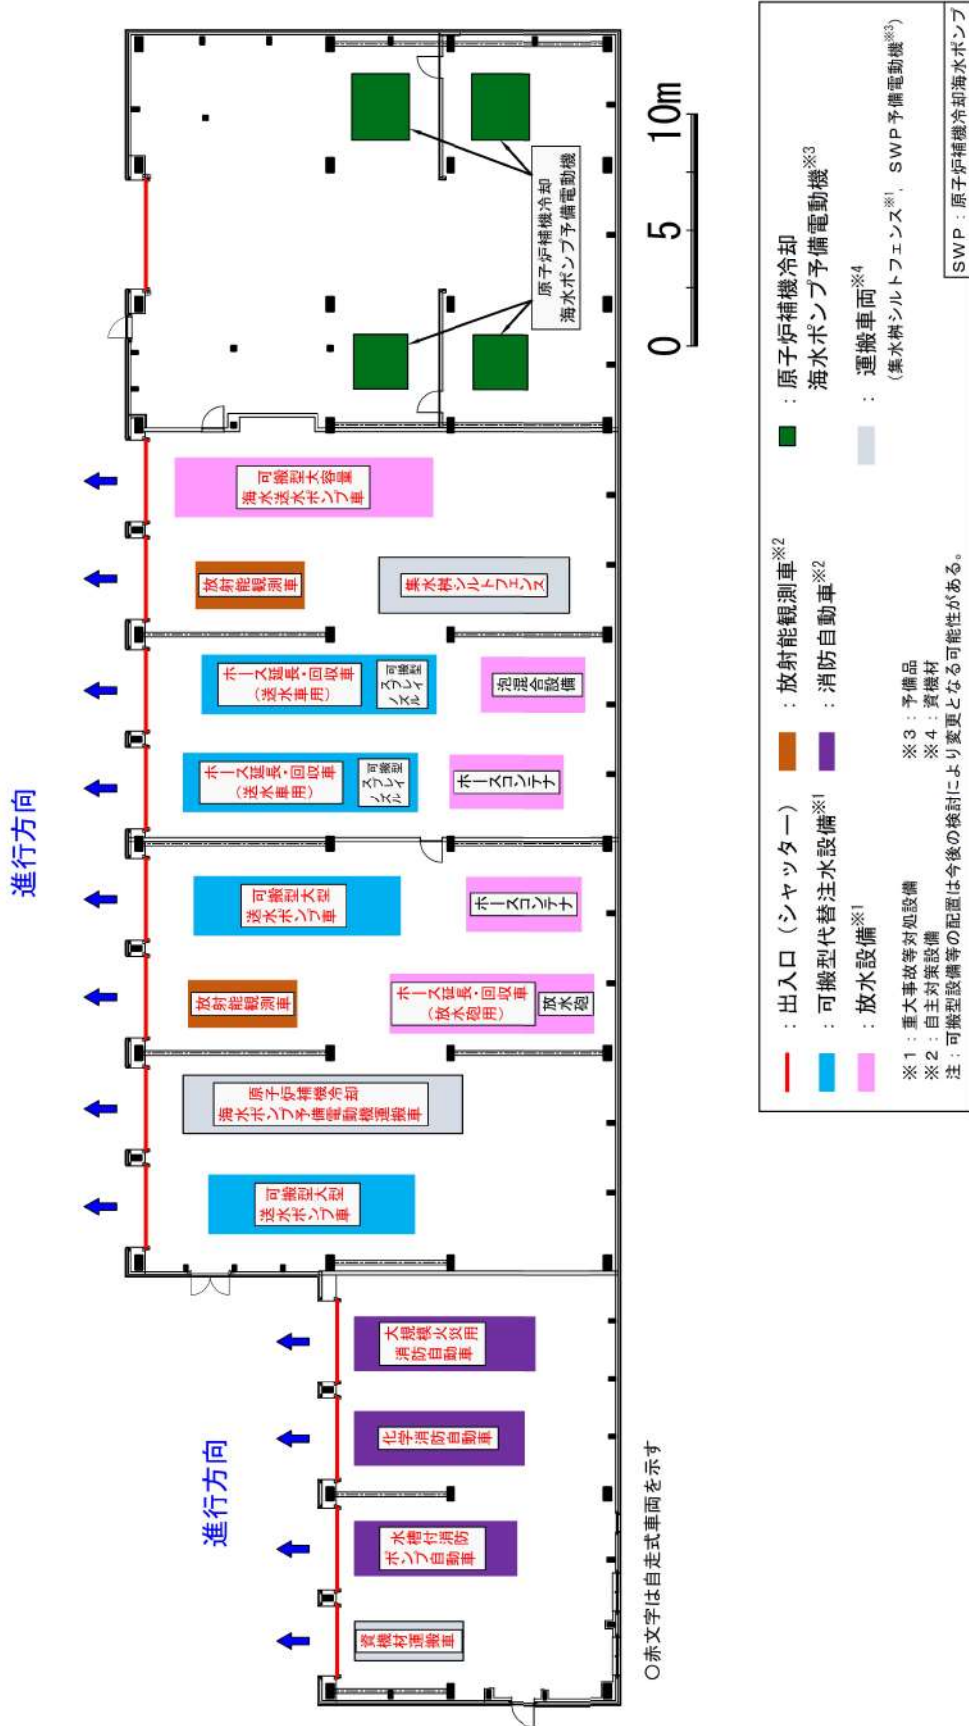 進行方向
進行方向
資機材運搬車
水槽付消防
ポンプ自動車
化学消防自動車
大規模火災用
消防自動車
可搬型大型
送水ポンプ車
原子炉補機冷却
海水ポンプ予備電動機運搬車
放射能観測車
ホース延長・回収車
(放水砲用)
放水砲
可搬型大型
送水ポンプ車
ホースコンテナ
ホース延長・回収車
(送水車用)
可搬型
スプレイ
ノズル
ホースコンテナ
ホース延長・回収車
(送水車用)
可搬型
スプレイ
ノズル
泡混合設備
放射能観測車
集水桝シルトフェンス
可搬型大容量
海水送水ポンプ車
原子炉補機冷却
海水ポンプ予備電動機
0 5 10m
○赤文字は自走式車両を示す
:出入口(シャッター)
:放射能観測車※2
:原子炉補機冷却
海水ポンプ予備電動機※3
:可搬型代替注水設備※1
:消防自動車※2
:運搬車両※4
(集水桝シルトフェンス※1,SWP予備電動機※3)
:放水設備※1
※1:重大事故等対処設備
※3:予備品
※2:自主対策設備
※4:資機材
注:可搬型設備等の配置は今後の検討により変更となる可能性がある。
SWP:原子炉補機冷却海水ポンプ